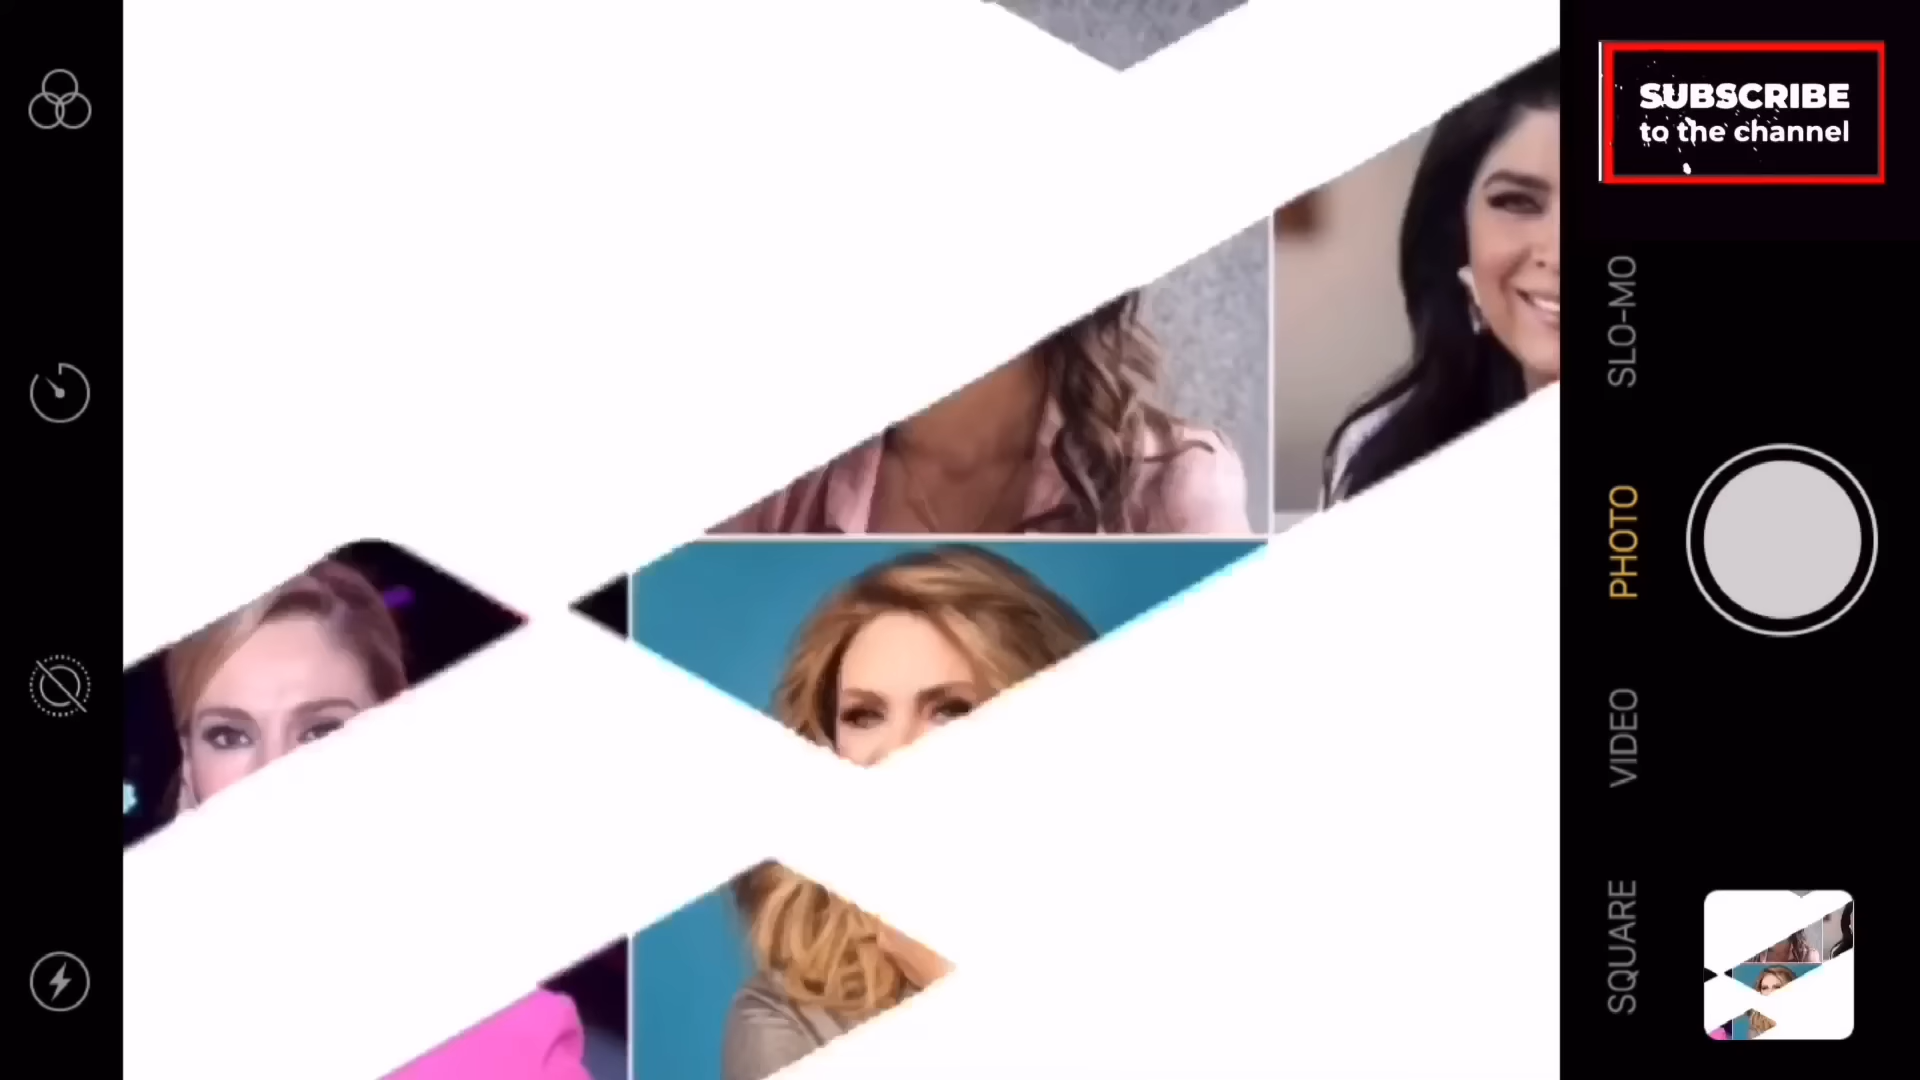 SUBSCRIBE
to the channel
SLO-MO
PHOTO
VIDEO
SQUARE